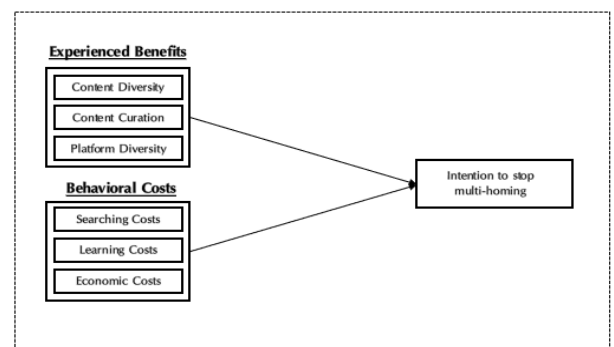 Experienced Benefits
Content Diversity
Content Curation
Platform Diversity
Behavioral Costs
Searching Costs
Learning Costs
Economic Costs
Intention to stop
multi-homing